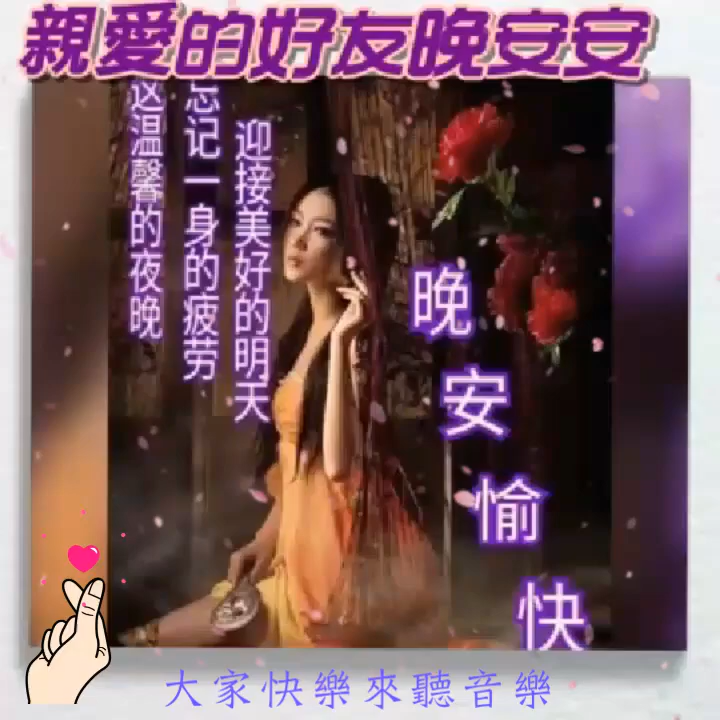 親愛的好友晚安安
这温馨的夜晚
忘记一身的疲劳
迎接美好的明天
晚安愉快
大家快樂來聽音樂